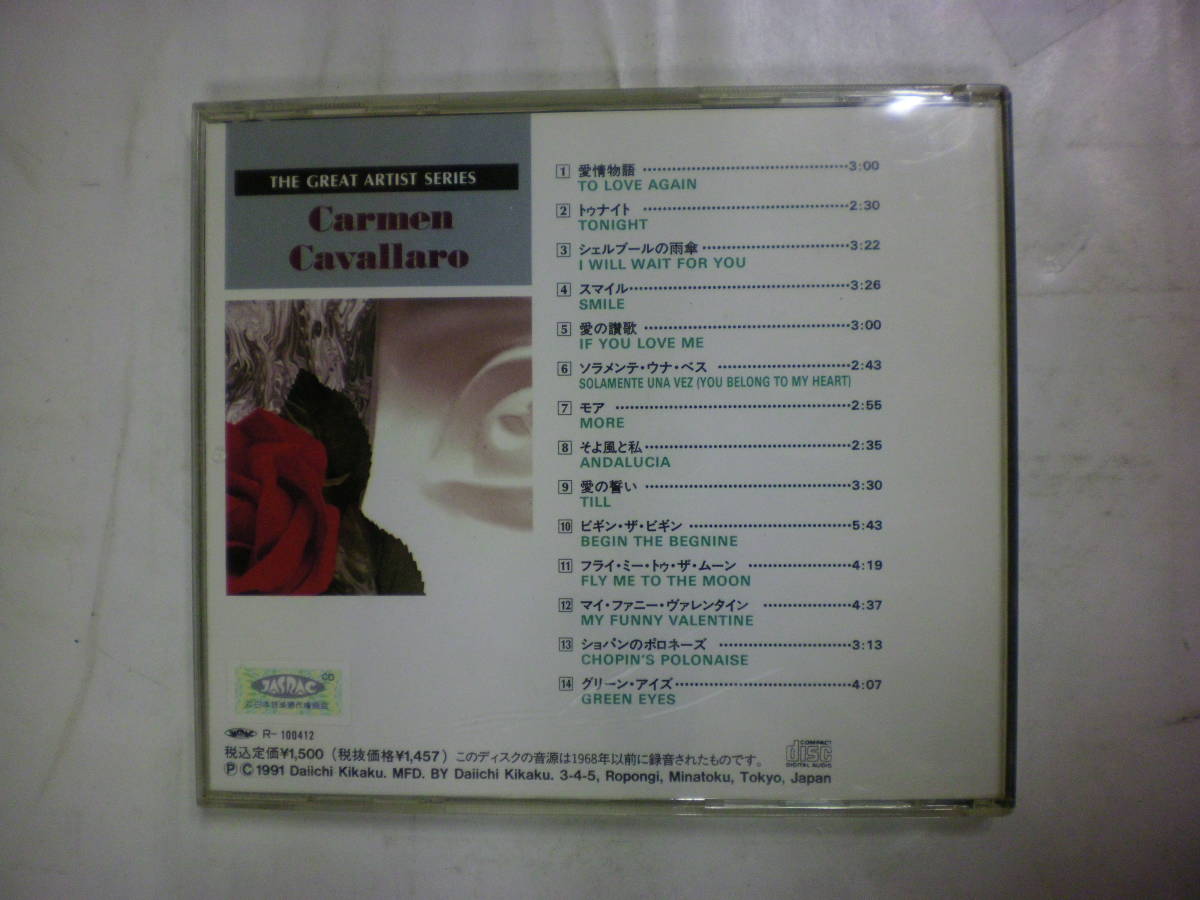 THE GREAT ARTIST SERIES
Carmen
Cavallaro
1 愛情物語 3:00
TO LOVE AGAIN
2 トゥナイト 2:30
TONIGHT
3 シェルブールの雨傘 3:22
I WILL WAIT FOR YOU
4 スマイル 3:26
SMILE
5 愛の讃歌 3:00
IF YOU LOVE ME
6 ソラメンテ・ウナ・ベス 2:43
SOLAMENTE UNA VEZ (YOU BELONG TO MY HEART)
7 モア 2:55
MORE
8 そよ風と私 2:35
ANDALUCIA
9 愛の誓い 3:30
TILL
10 ビギン・ザ・ビギン 5:43
BEGIN THE BEGNINE
11 フライ・ミー・トゥ・ザ・ムーン 4:19
FLY ME TO THE MOON
12 マイ・ファニー・ヴァレンタイン 4:37
MY FUNNY VALENTINE
13 ショパンのポロネーズ 3:13
CHOPIN'S POLONAISE
14 グリーン・アイズ 4:07
GREEN EYES
CD
JASRAC
R-100412
税込定価¥1,500（税抜価格¥1,457）このディスクの音源は1968年以前に録音されたものです。
COMPACT
disc
DIGITAL AUDIO
Ⓟ Ⓒ 1991 Daiichi Kikaku. MFD. BY Daiichi Kikaku. 3-4-5, Ropongi, Minatoku, Tokyo, Japan